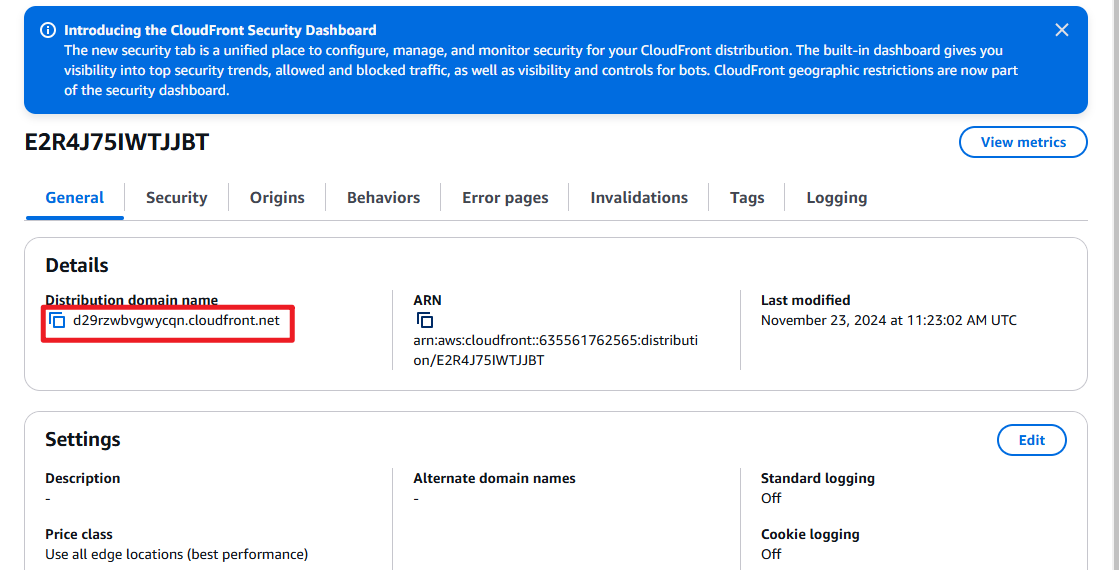 Introducing the CloudFront Security Dashboard
The new security tab is a unified place to configure, manage, and monitor security for your CloudFront distribution. The built-in dashboard gives you
visibility into top security trends, allowed and blocked traffic, as well as visibility and controls for bots. CloudFront geographic restrictions are now part
of the security dashboard.
E2R4J75IWTJJBT
View metrics
General
Security
Origins
Behaviors
Error pages
Invalidations
Tags
Logging
Details
Distribution domain name
d29rzwbvgwycqn.cloudfront.net
ARN
arn:aws:cloudfront::635561762565:distributi
on/E2R4J75IWTJJBT
Last modified
November 23, 2024 at 11:23:02 AM UTC
Settings
Edit
Description
-
Price class
Use all edge locations (best performance)
Alternate domain names
-
Standard logging
Off
Cookie logging
Off